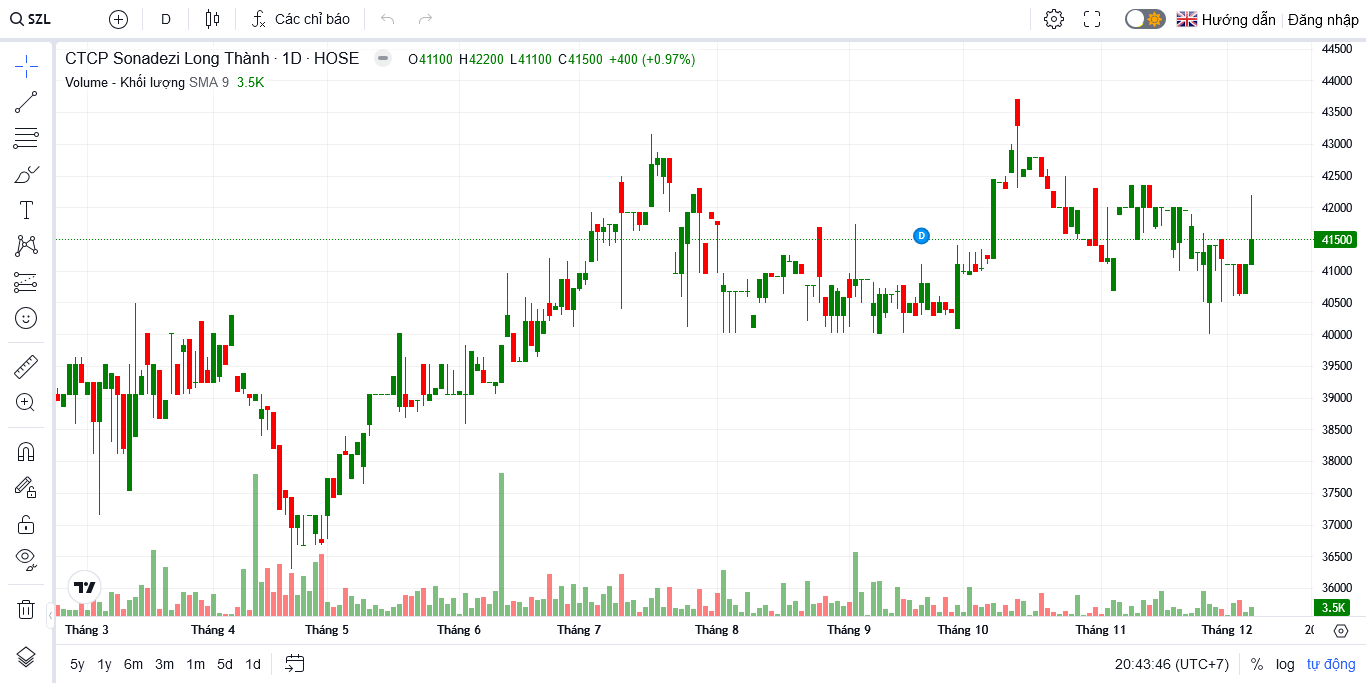 SZL D Các chỉ báo Hướng dẫn Đăng nhập
CTCP Sonadezi Long Thành · 1D · HOSE O41100 H42200 L41100 C41500 +400 (+0.97%)
Volume - Khối lượng SMA 9 3.5K
44500
44000
43500
43000
42500
42000
D
41500
41000
40500
40000
39500
39000
38500
38000
37500
37000
36500
36000
3.5K
Tháng 3 Tháng 4 Tháng 5 Tháng 6 Tháng 7 Tháng 8 Tháng 9 Tháng 10 Tháng 11 Tháng 12
5y 1y 6m 3m 1m 5d 1d 20:43:46 (UTC+7) % log tự động